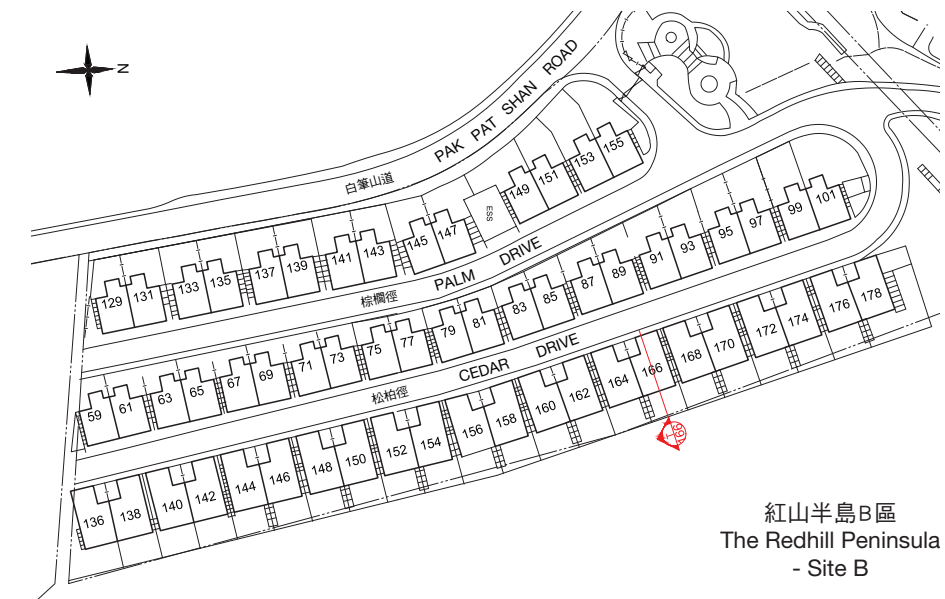 N
PAK PAT SHAN ROAD
白筆山道
149 151 153 155
ESS
129 131 133 135 137 139 141 143 145 147
PALM DRIVE
棕櫚徑
59 61 63 65 67 69 71 73 75 77 79 81 83 85 87 89 91 93 95 97 99 101
CEDAR DRIVE
松柏徑
136 138 140 142 144 146 148 150 152 154 156 158 160 162 164 166 168 170 172 174 176 178
紅山半島B區
The Redhill Peninsula
- Site B